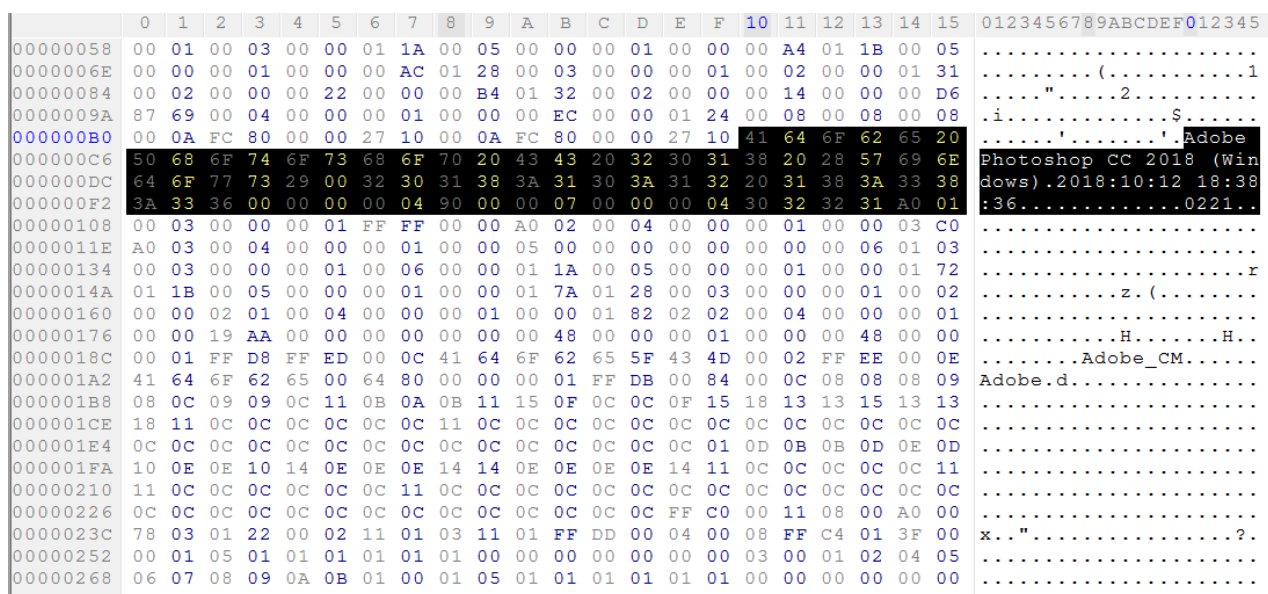 0 1 2 3 4 5 6 7 8 9 A B C D E F 10 11 12 13 14 15 0123456789ABCDEF012345
00000058 00 01 00 03 00 00 01 1A 00 05 00 00 00 01 00 00 00 A4 01 1B 00 05 ......................
0000006E 00 00 00 01 00 00 00 AC 01 28 00 03 00 00 00 01 00 02 00 00 01 31 .........(...........1
00000084 00 02 00 00 00 22 00 00 00 B4 01 32 00 02 00 00 00 14 00 00 00 D6 .....".....2..........
0000009A 87 69 00 04 00 00 00 01 00 00 00 EC 00 00 01 24 00 08 00 08 00 08 .i.............$......
000000B0 00 0A FC 80 00 00 27 10 00 0A FC 80 00 00 27 10 41 64 6F 62 65 20 ......'.......'.Adobe
000000C6 50 68 6F 74 6F 73 68 6F 70 20 43 43 20 32 30 31 38 20 28 57 69 6E Photoshop CC 2018 (Win
000000DC 64 6F 77 73 29 00 32 30 31 38 3A 31 30 3A 31 32 20 31 38 3A 33 38 dows).2018:10:12 18:38
000000F2 3A 33 36 00 00 00 00 04 90 00 00 07 00 00 00 04 30 32 32 31 A0 01 :36.............0221..
00000108 00 03 00 00 00 01 FF FF 00 00 A0 02 00 04 00 00 00 01 00 00 03 C0 ......................
0000011E A0 03 00 04 00 00 00 01 00 00 05 00 00 00 00 00 00 00 00 06 01 03 ......................
00000134 00 03 00 00 00 01 00 06 00 00 01 1A 00 05 00 00 00 01 00 00 01 72 .....................r
0000014A 01 1B 00 05 00 00 00 01 00 00 01 7A 01 28 00 03 00 00 00 01 00 02 ...........z.(........
00000160 00 00 02 01 00 04 00 00 00 01 00 00 01 82 02 02 00 04 00 00 00 01 ......................
00000176 00 00 19 AA 00 00 00 00 00 00 00 48 00 00 00 01 00 00 00 48 00 00 ...........H.......H..
0000018C 00 01 FF D8 FF ED 00 0C 41 64 6F 62 65 5F 43 4D 00 02 FF EE 00 0E ........Adobe_CM......
000001A2 41 64 6F 62 65 00 64 80 00 00 00 01 FF DB 00 84 00 0C 08 08 08 09 Adobe.d...............
000001B8 08 0C 09 09 0C 11 0B 0A 0B 11 15 0F 0C 0C 0F 15 18 13 13 15 13 13 ......................
000001CE 18 11 0C 0C 0C 0C 0C 0C 11 0C 0C 0C 0C 0C 0C 0C 0C 0C 0C 0C 0C 0C ......................
000001E4 0C 0C 0C 0C 0C 0C 0C 0C 0C 0C 0C 0C 0C 0C 0C 01 0D 0B 0B 0D 0E 0D ......................
000001FA 10 0E 0E 10 14 0E 0E 0E 14 14 0E 0E 0E 0E 14 11 0C 0C 0C 0C 0C 11 ......................
00000210 11 0C 0C 0C 0C 0C 0C 11 0C 0C 0C 0C 0C 0C 0C 0C 0C 0C 0C 0C 0C 0C ......................
00000226 0C 0C 0C 0C 0C 0C 0C 0C 0C 0C 0C 0C 0C 0C FF C0 00 11 08 00 A0 00 ......................
0000023C 78 03 01 22 00 02 11 01 03 11 01 FF DD 00 04 00 08 FF C4 01 3F 00 x.."................?.
00000252 00 01 05 01 01 01 01 01 01 00 00 00 00 00 00 00 03 00 01 02 04 05 ......................
00000268 06 07 08 09 0A 0B 01 00 01 05 01 01 01 01 01 01 00 00 00 00 00 00 ......................